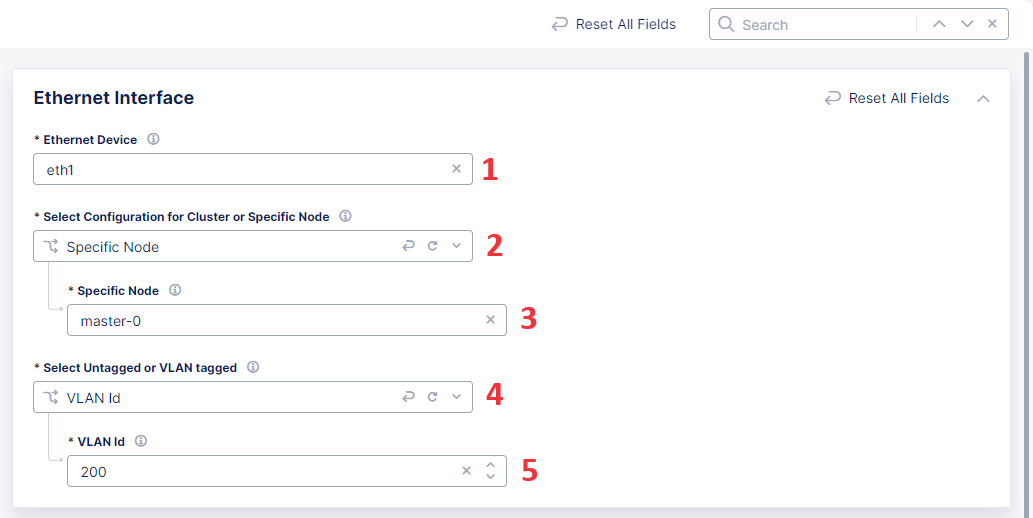 Reset All Fields
Search
Ethernet Interface
Reset All Fields
* Ethernet Device
eth1
1
* Select Configuration for Cluster or Specific Node
Specific Node
2
* Specific Node
master-0
3
* Select Untagged or VLAN tagged
VLAN Id
4
* VLAN Id
200
5